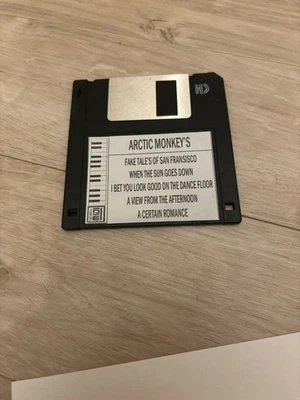 HD
ARCTIC MONKEY'S
FAKE TALE'S OF SAN FRANSISCO
WHEN THE SUN GOES DOWN
I BET YOU LOOK GOOD ON THE DANCE FLOOR
A VIEW FROM THE AFTERNOON
A CERTAIN ROMANCE